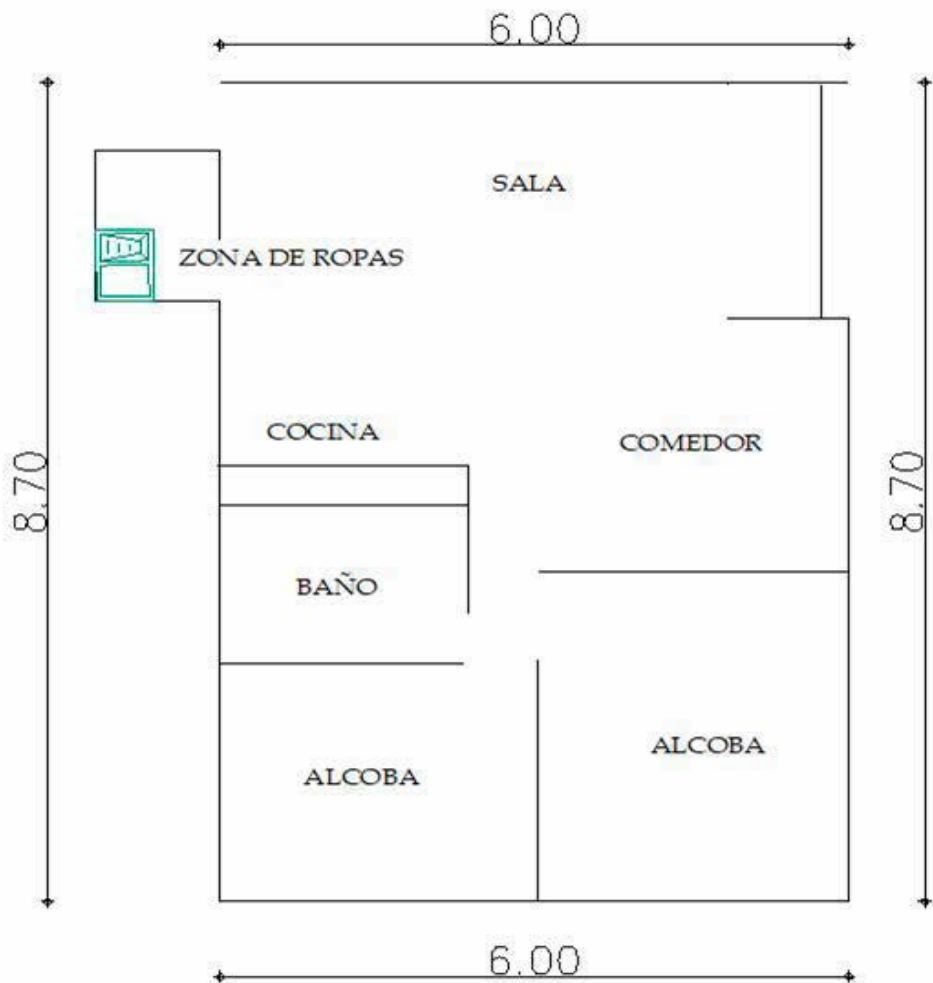 6.00
SALA
ZONA DE ROPAS
COCINA
COMEDOR
8.70
8.70
BAÑO
ALCOBA
ALCOBA
6.00